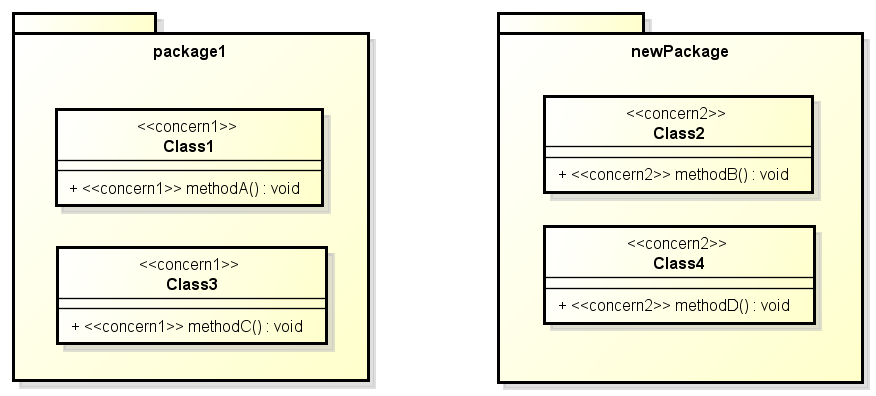 package1
<<concern1>>
Class1
+ <<concern1>> methodA() : void
<<concern1>>
Class3
+ <<concern1>> methodC() : void
newPackage
<<concern2>>
Class2
+ <<concern2>> methodB() : void
<<concern2>>
Class4
+ <<concern2>> methodD() : void